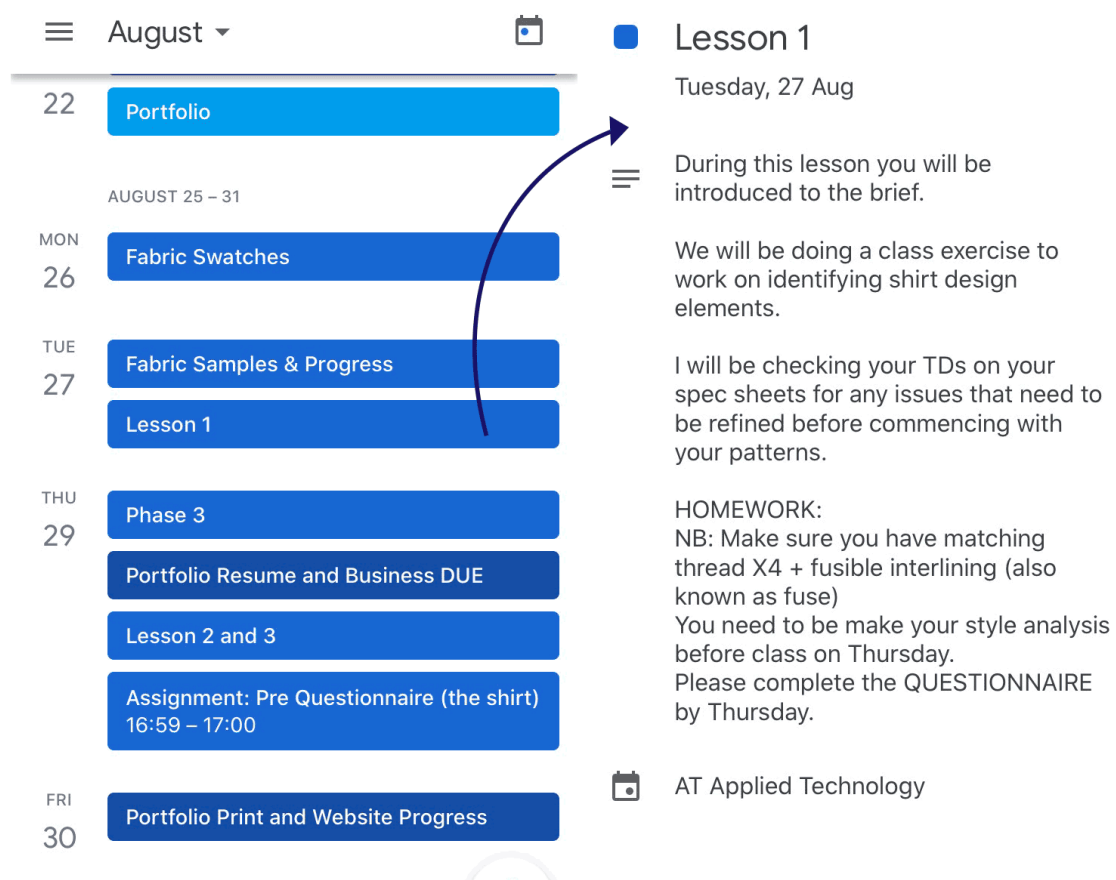 August
22
Portfolio
AUGUST 25 – 31
MON
26
Fabric Swatches
TUE
27
Fabric Samples & Progress
Lesson 1
THU
29
Phase 3
Portfolio Resume and Business DUE
Lesson 2 and 3
Assignment: Pre Questionnaire (the shirt)
16:59 – 17:00
FRI
30
Portfolio Print and Website Progress
Lesson 1
Tuesday, 27 Aug
During this lesson you will be
introduced to the brief.
We will be doing a class exercise to
work on identifying shirt design
elements.
I will be checking your TDs on your
spec sheets for any issues that need to
be refined before commencing with
your patterns.
HOMEWORK:
NB: Make sure you have matching
thread X4 + fusible interlining (also
known as fuse)
You need to be make your style analysis
before class on Thursday.
Please complete the QUESTIONNAIRE
by Thursday.
AT Applied Technology